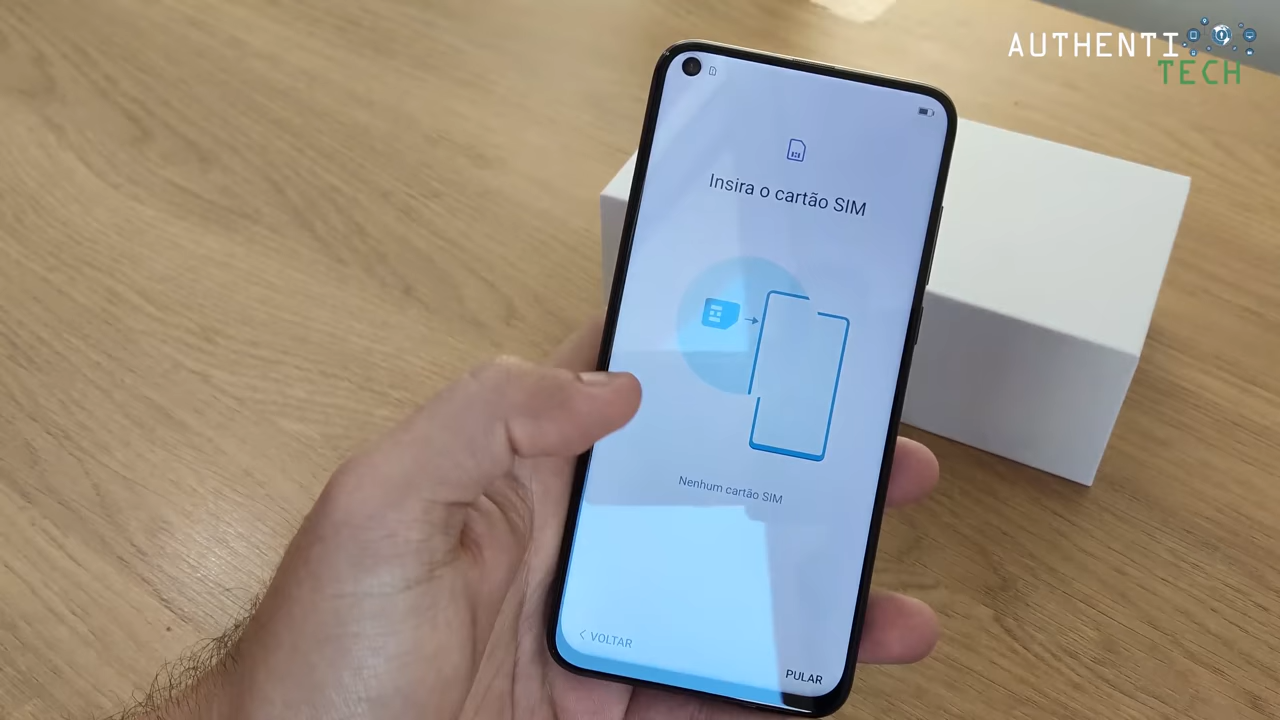 AUTHENTI
TECH
Insira o cartão SIM
Nenhum cartão SIM
VOLTAR
PULAR